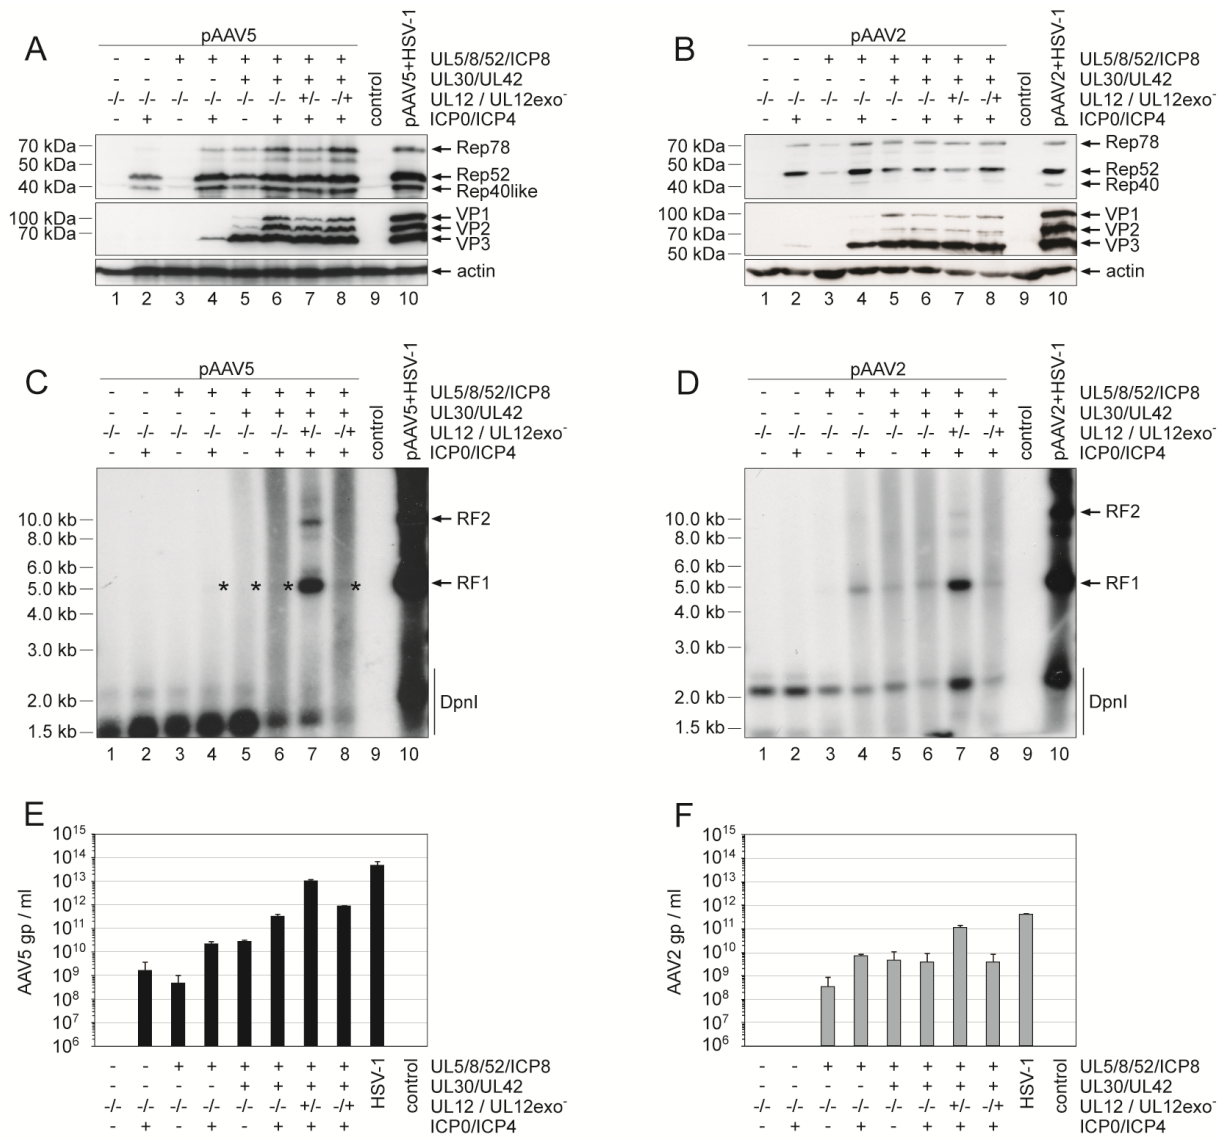 A
pAAV5
- - + + + + + + UL5/8/52/ICP8
- - - - + + + + UL30/UL42
-/- -/- -/- -/- -/- -/- +/- -/+ UL12 / UL12exo⁻
- + - + - + + + ICP0/ICP4
control
pAAV5+HSV-1
70 kDa
50 kDa
40 kDa
Rep78
Rep52
Rep40like
100 kDa
70 kDa
VP1
VP2
VP3
actin
1 2 3 4 5 6 7 8 9 10
B
pAAV2
- - + + + + + + UL5/8/52/ICP8
- - - - + + + + UL30/UL42
-/- -/- -/- -/- -/- -/- +/- -/+ UL12 / UL12exo⁻
- + - + - + + + ICP0/ICP4
control
pAAV2+HSV-1
70 kDa
50 kDa
40 kDa
Rep78
Rep52
Rep40
100 kDa
70 kDa
50 kDa
VP1
VP2
VP3
actin
1 2 3 4 5 6 7 8 9 10
C
pAAV5
- - + + + + + + UL5/8/52/ICP8
- - - - + + + + UL30/UL42
-/- -/- -/- -/- -/- -/- +/- -/+ UL12 / UL12exo⁻
- + - + - + + + ICP0/ICP4
control
pAAV5+HSV-1
10.0 kb
8.0 kb
6.0 kb
5.0 kb
4.0 kb
3.0 kb
2.0 kb
1.5 kb
* * * *
RF2
RF1
DpnI
1 2 3 4 5 6 7 8 9 10
D
pAAV2
- - + + + + + + UL5/8/52/ICP8
- - - - + + + + UL30/UL42
-/- -/- -/- -/- -/- -/- +/- -/+ UL12 / UL12exo⁻
- + - + - + + + ICP0/ICP4
control
pAAV2+HSV-1
10.0 kb
8.0 kb
6.0 kb
5.0 kb
4.0 kb
3.0 kb
2.0 kb
1.5 kb
RF2
RF1
DpnI
1 2 3 4 5 6 7 8 9 10
E
AAV5 gp / ml
10¹⁵
10¹⁴
10¹³
10¹²
10¹¹
10¹⁰
10⁹
10⁸
10⁷
10⁶
- - + + + + + + UL5/8/52/ICP8
- - - - + + + + UL30/UL42
-/- -/- -/- -/- -/- -/- +/- -/+ UL12 / UL12exo⁻
- + - + - + + + ICP0/ICP4
HSV-1
control
F
AAV2 gp / ml
10¹⁵
10¹⁴
10¹³
10¹²
10¹¹
10¹⁰
10⁹
10⁸
10⁷
10⁶
- - + + + + + + UL5/8/52/ICP8
- - - - + + + + UL30/UL42
-/- -/- -/- -/- -/- -/- +/- -/+ UL12 / UL12exo⁻
- + - + - + + + ICP0/ICP4
HSV-1
control